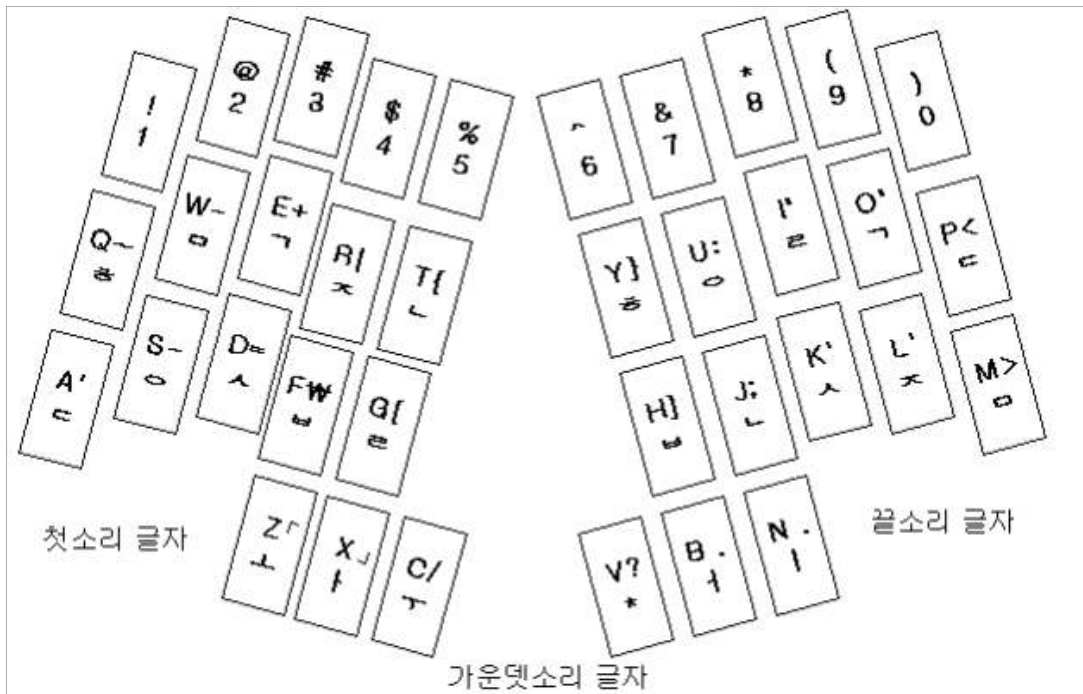 ! @ # $ % ^ & * ( )
1 2 3 4 5 6 7 8 9 0
Q~ W- E+ R[ T{ Y} U: I" O' P<
ㅎ ㅁ ㄱ ㅈ ㄴ ㅎ ㅇ ㄹ ㄱ ㄷ
A' S- D= F₩ G[ H} J; K' L' M>
ㄷ ㅇ ㅅ ㅂ ㄹ ㅂ ㄴ ㅅ ㅈ ㅁ
첫소리 글자 끝소리 글자
Z「 X」 C/ V? B . N .
ㅗ ㅏ ㅜ * ㅓ ㅣ
가운뎃소리 글자